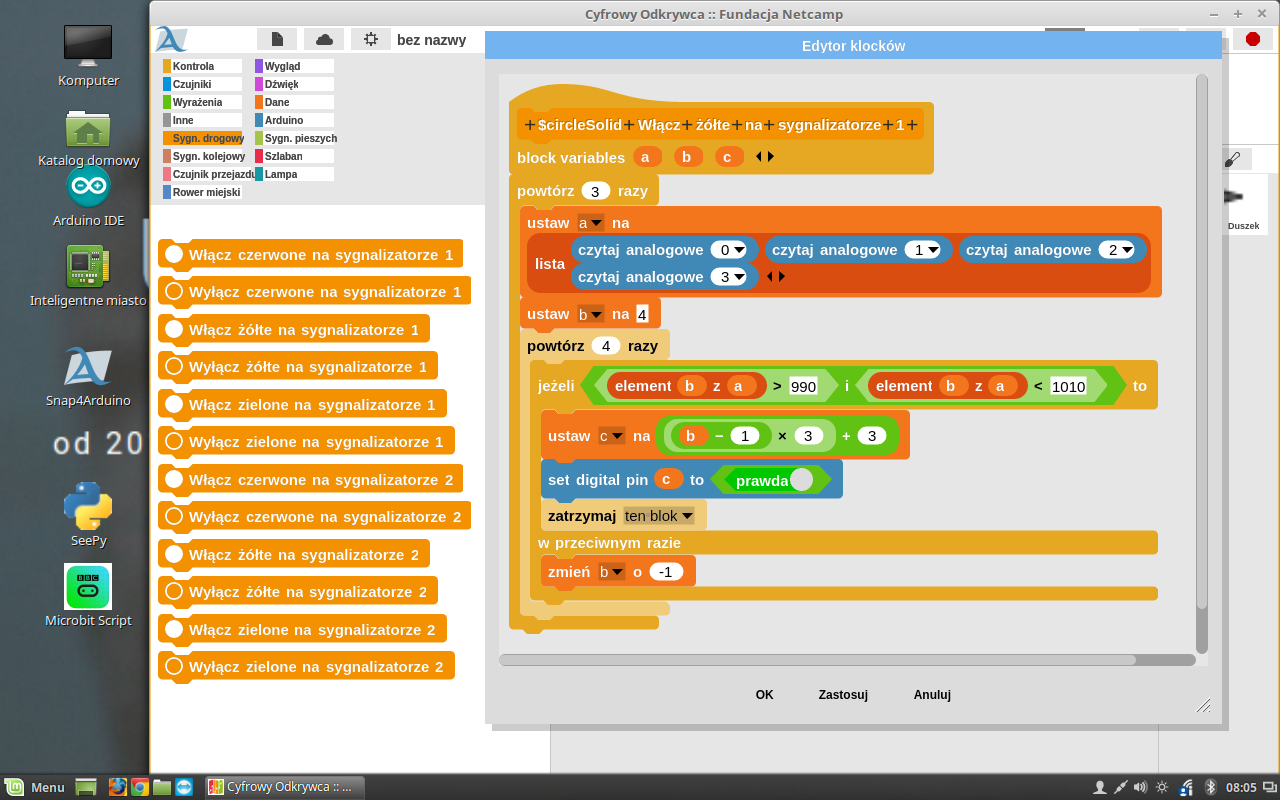 Cyfrowy Odkrywca :: Fundacja Netcamp
Komputer
Katalog domowy
Arduino IDE
Inteligentne miasto
Snap4Arduino
od 20
SeePy
Microbit Script
bez nazwy
Kontrola
Wygląd
Czujniki
Dźwięk
Wyrażenia
Dane
Inne
Arduino
Sygn. drogowy
Sygn. pieszych
Sygn. kolejowy
Szlaban
Czujnik przejazdu
Lampa
Rower miejski
Włącz czerwone na sygnalizatorze 1
Wyłącz czerwone na sygnalizatorze 1
Włącz żółte na sygnalizatorze 1
Wyłącz żółte na sygnalizatorze 1
Włącz zielone na sygnalizatorze 1
Wyłącz zielone na sygnalizatorze 1
Włącz czerwone na sygnalizatorze 2
Wyłącz czerwone na sygnalizatorze 2
Włącz żółte na sygnalizatorze 2
Wyłącz żółte na sygnalizatorze 2
Włącz zielone na sygnalizatorze 2
Wyłącz zielone na sygnalizatorze 2
Edytor klocków
+ $circleSolid + Włącz + żółte + na + sygnalizatorze + 1 +
block variables a b c
powtórz 3 razy
ustaw a na
lista czytaj analogowe 0 czytaj analogowe 1 czytaj analogowe 2
czytaj analogowe 3
ustaw b na 4
powtórz 4 razy
jeżeli element b z a > 990 i element b z a < 1010 to
ustaw c na b − 1 × 3 + 3
set digital pin c to prawda
zatrzymaj ten blok
w przeciwnym razie
zmień b o -1
OK Zastosuj Anuluj
Duszek
Menu
Cyfrowy Odkrywca :: ...
08:05